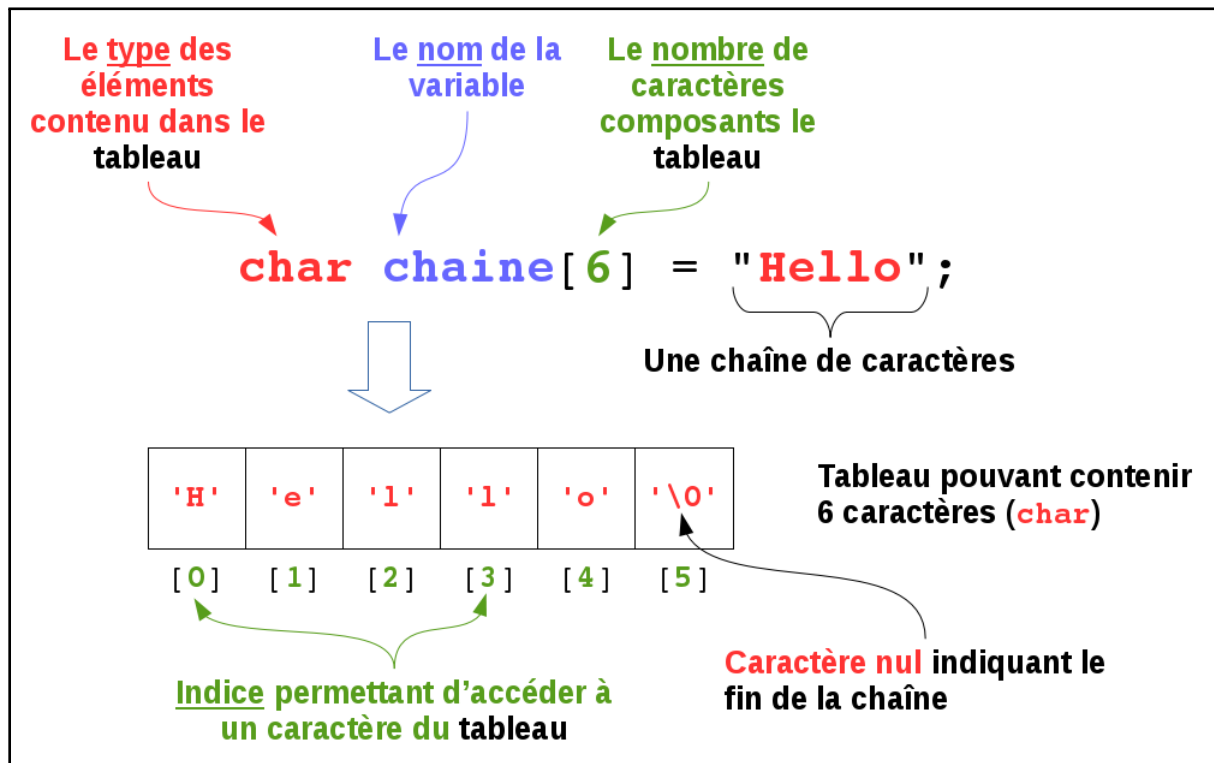 Le type des
éléments
contenu dans le
tableau
Le nom de la
variable
Le nombre de
caractères
composants le
tableau
char chaine[6] = "Hello";
Une chaîne de caractères
'H' 'e' 'l' 'l' 'o' '\0'
[0] [1] [2] [3] [4] [5]
Tableau pouvant contenir
6 caractères (char)
Indice permettant d’accéder à
un caractère du tableau
Caractère nul indiquant le
fin de la chaîne